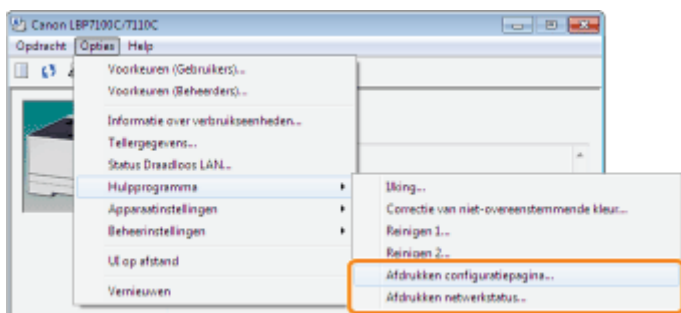 Canon LBP7100C/7110C
Opdracht Opties Help
Voorkeuren (Gebruikers)...
Voorkeuren (Beheerders)...
Informatie over verbruikseenheden...
Tellergegevens...
Status Draadloos LAN...
Hulpprogramma
Apparaatinstellingen
Beheerinstellingen
UI op afstand
Vernieuwen
IJking...
Correctie van niet-overeenstemmende kleur...
Reinigen 1...
Reinigen 2...
Afdrukken configuratiepagina...
Afdrukken netwerkstatus...